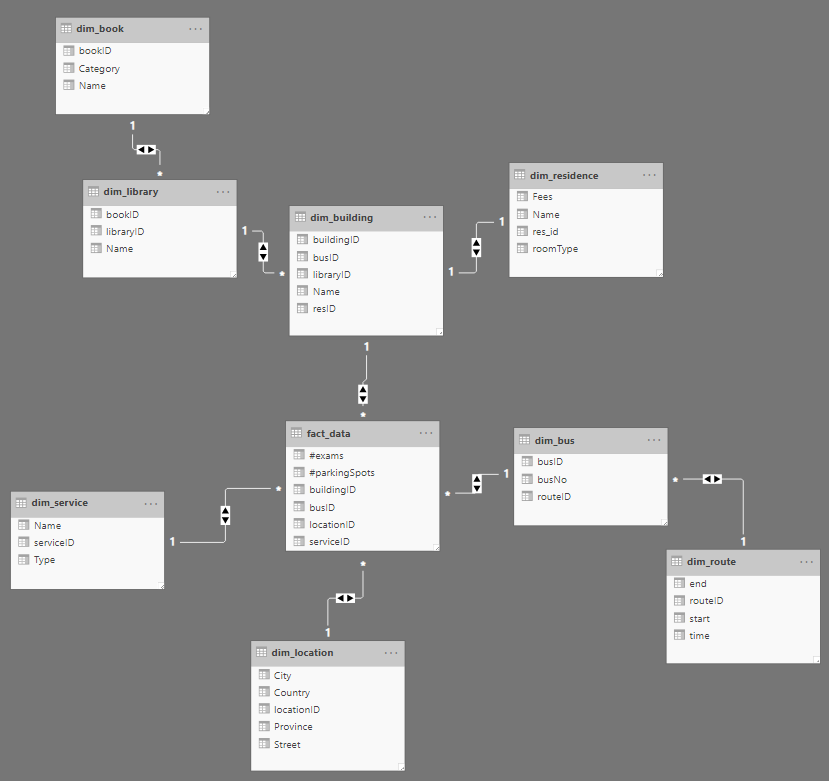 dim_book
bookID
Category
Name
1
*
dim_library
bookID
libraryID
Name
1
*
dim_building
buildingID
busID
libraryID
Name
resID
1
1
dim_residence
Fees
Name
res_id
roomType
1
*
fact_data
#exams
#parkingSpots
buildingID
busID
locationID
serviceID
*
1
dim_bus
busID
busNo
routeID
*
1
dim_route
end
routeID
start
time
dim_service
Name
serviceID
Type
1
*
*
1
dim_location
City
Country
locationID
Province
Street